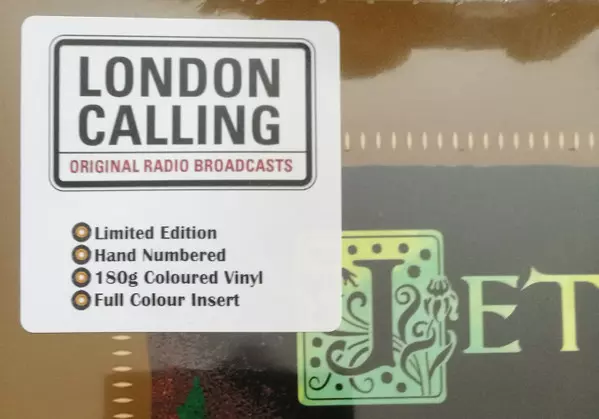 LONDON
CALLING
ORIGINAL RADIO BROADCASTS
Limited Edition
Hand Numbered
180g Coloured Vinyl
Full Colour Insert
JET